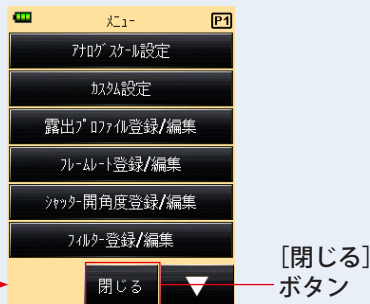 ﾒﾆｭｰ P1
ｱﾅﾛｸﾞｽｹｰﾙ設定
ｶｽﾀﾑ設定
露出ﾌﾟﾛﾌｧｲﾙ登録/編集
ﾌﾚｰﾑﾚｰﾄ登録/編集
ｼｬｯﾀｰ開角度登録/編集
ﾌｨﾙﾀｰ登録/編集
閉じる
［閉じる］
ボタン